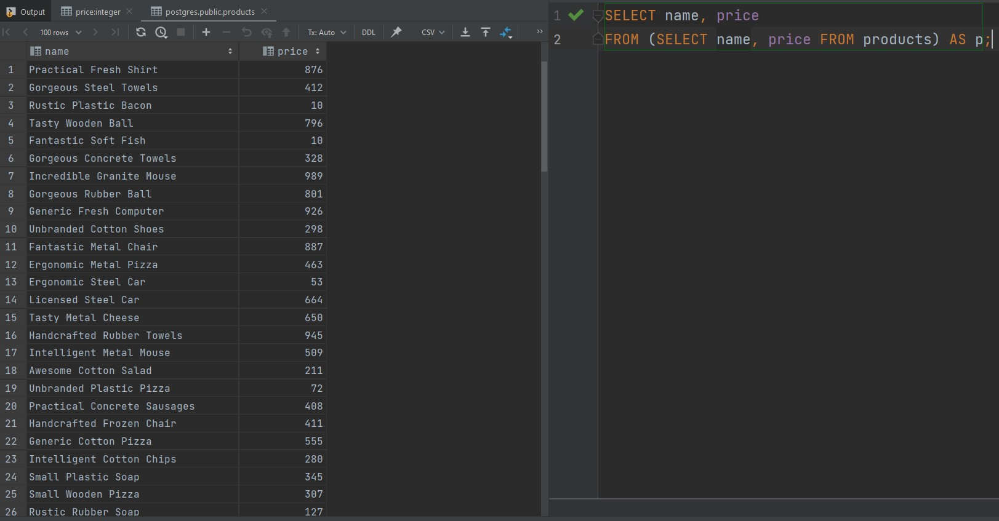 Output price:integer postgres.public.products
100 rows Tx: Auto DDL CSV
name price
1 Practical Fresh Shirt 876
2 Gorgeous Steel Towels 412
3 Rustic Plastic Bacon 10
4 Tasty Wooden Ball 796
5 Fantastic Soft Fish 10
6 Gorgeous Concrete Towels 328
7 Incredible Granite Mouse 989
8 Gorgeous Rubber Ball 801
9 Generic Fresh Computer 926
10 Unbranded Cotton Shoes 298
11 Fantastic Metal Chair 887
12 Ergonomic Metal Pizza 463
13 Ergonomic Steel Car 53
14 Licensed Steel Car 664
15 Tasty Metal Cheese 650
16 Handcrafted Rubber Towels 945
17 Intelligent Metal Mouse 509
18 Awesome Cotton Salad 211
19 Unbranded Plastic Pizza 72
20 Practical Concrete Sausages 408
21 Handcrafted Frozen Chair 411
22 Generic Cotton Pizza 555
23 Intelligent Cotton Chips 280
24 Small Plastic Soap 345
25 Small Wooden Pizza 307
26 Rustic Rubber Soap 127
1 SELECT name, price
2 FROM (SELECT name, price FROM products) AS p;